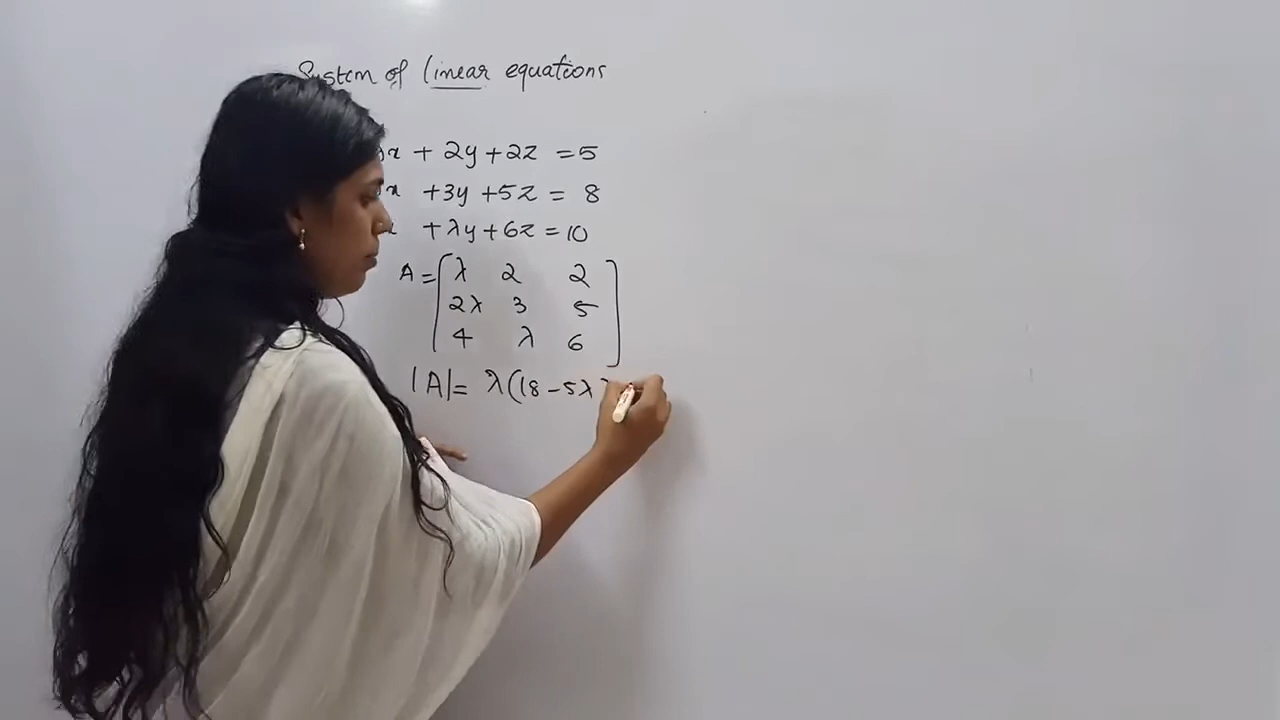 System of linear equations
x + 2y + 2z = 5
x + 3y + 5z = 8
+ λy + 6z = 10
A = [λ 2 2
2λ 3 5
4 λ 6]
|A| = λ(18 - 5λ)